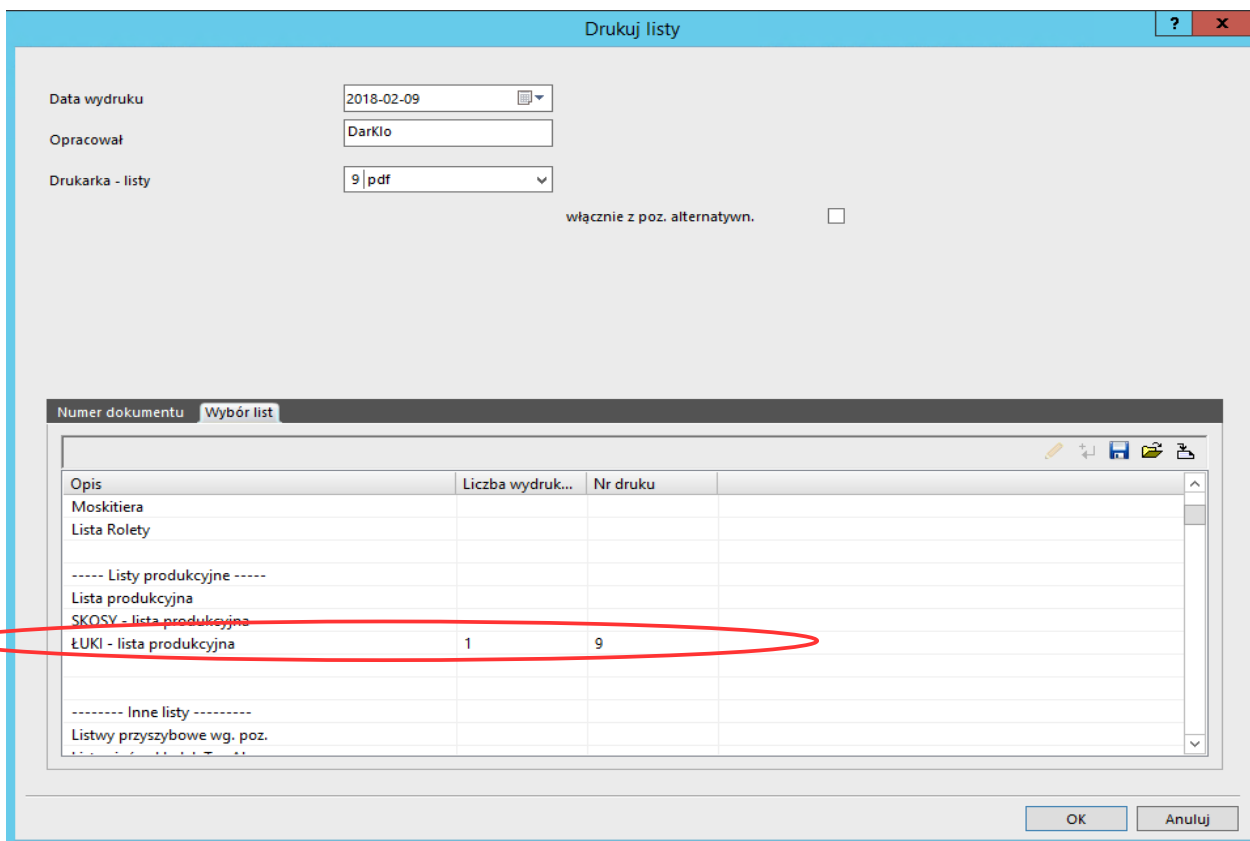 Drukuj listy
? x
Data wydruku 2018-02-09
Opracował DarKlo
Drukarka - listy 9 pdf
włącznie z poz. alternatywn.
Numer dokumentu Wybór list
Opis Liczba wydruk... Nr druku
Moskitiera
Lista Rolety
----- Listy produkcyjne -----
Lista produkcyjna
SKOSY - lista produkcyjna
ŁUKI - lista produkcyjna 1 9
-------- Inne listy ---------
Listwy przyszybowe wg. poz.
OK Anuluj